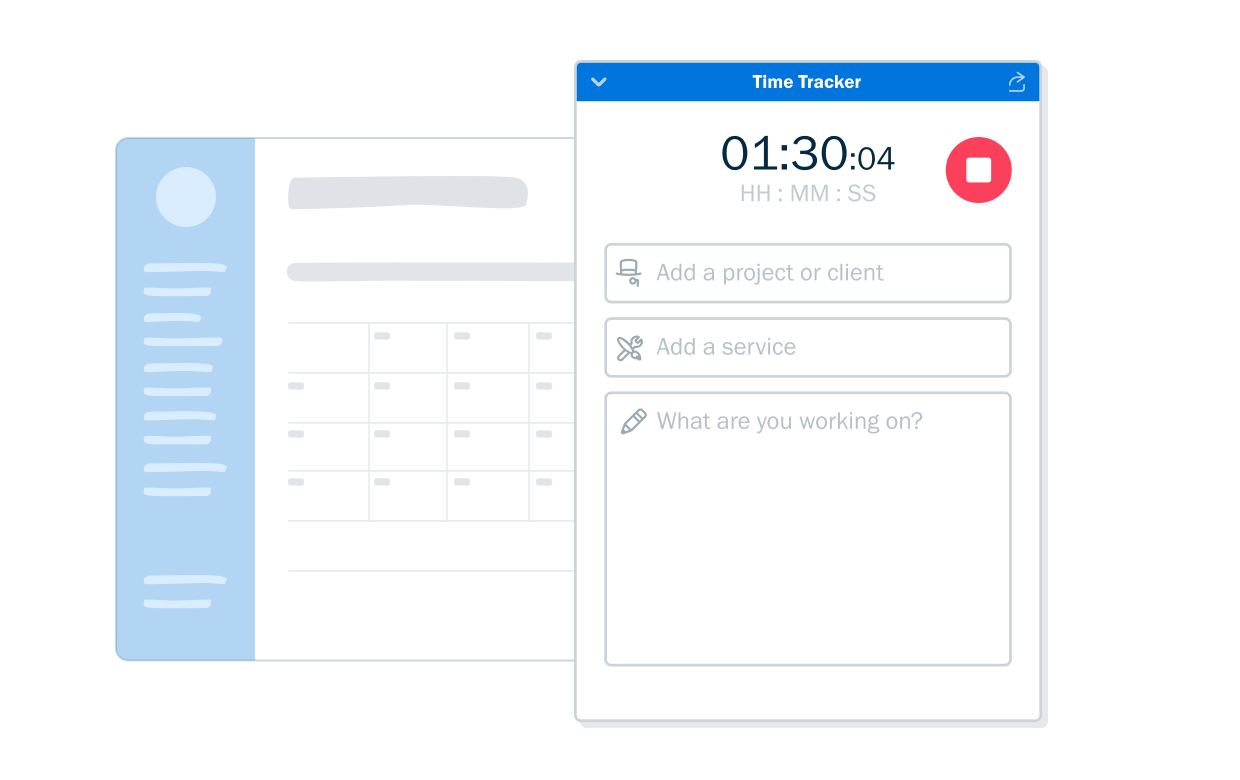 Time Tracker
01:30:04
HH : MM : SS
Add a project or client
Add a service
What are you working on?